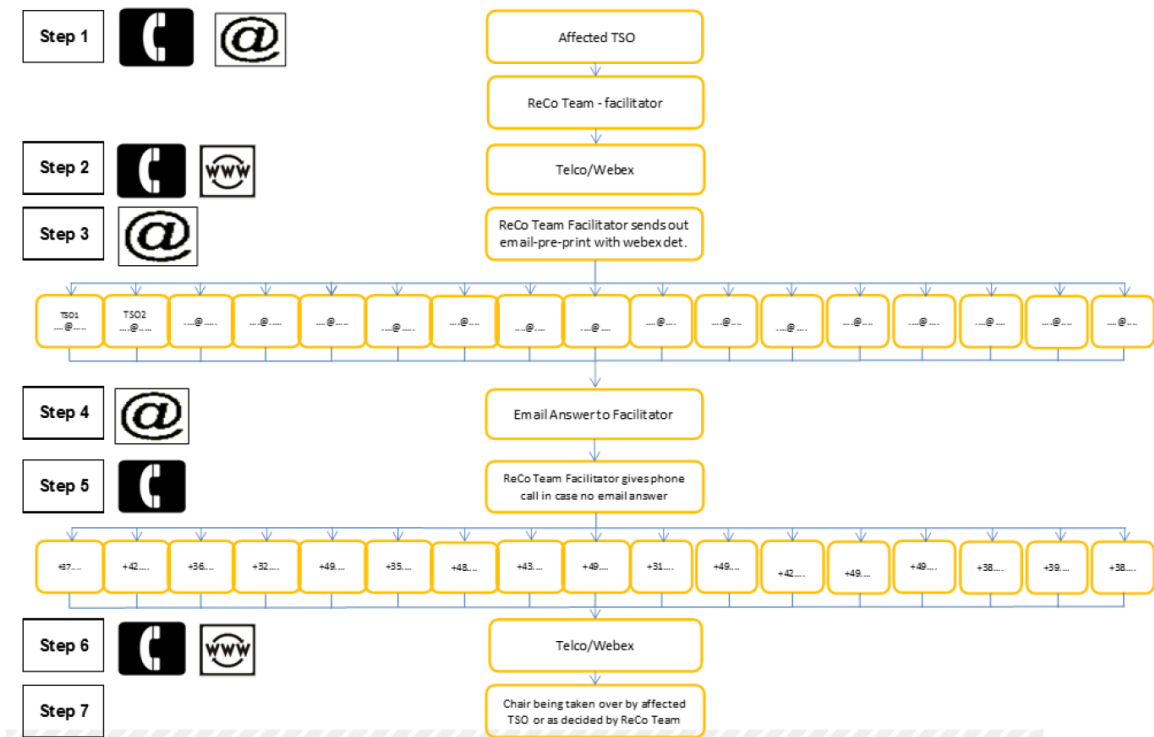 Step 1
@
Affected TSO
ReCo Team - facilitator
Step 2
WWW
Telco/Webex
Step 3
@
ReCo Team Facilitator sends out
email-pre-print with webex det.
TSO1
....@.....
TSO2
....@.....
....@.....
....@.....
....@.....
....@.....
....@....
....@....
....@....
....@....
....@....
....@....
....@....
....@....
....@....
....@....
....@....
Step 4
@
Email Answer to Facilitator
Step 5
ReCo Team Facilitator gives phone
call in case no email answer
+37....
+42....
+36....
+32....
+49....
+35....
+48....
+43....
+49....
+31....
+49....
+42....
+49....
+49....
+38....
+39....
+38....
Step 6
WWW
Telco/Webex
Step 7
Chair being taken over by affected
TSO or as decided by ReCo Team